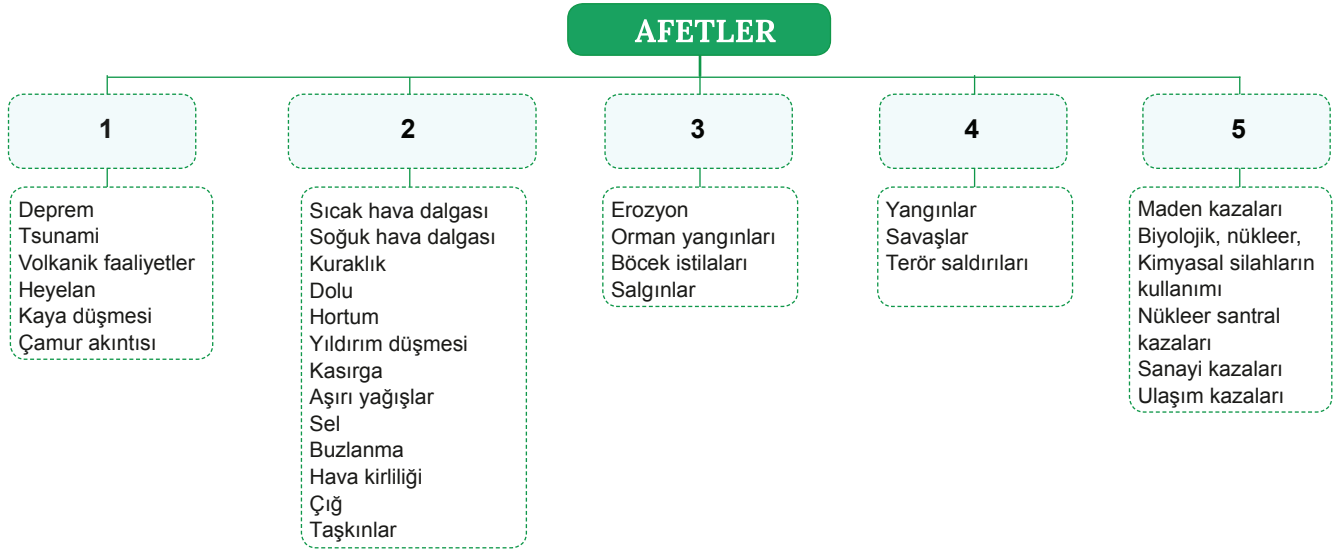 AFETLER
1
Deprem
Tsunami
Volkanik faaliyetler
Heyelan
Kaya düşmesi
Çamur akıntısı
2
Sıcak hava dalgası
Soğuk hava dalgası
Kuraklık
Dolu
Hortum
Yıldırım düşmesi
Kasırga
Aşırı yağışlar
Sel
Buzlanma
Hava kirliliği
Çığ
Taşkınlar
3
Erozyon
Orman yangınları
Böcek istilaları
Salgınlar
4
Yangınlar
Savaşlar
Terör saldırıları
5
Maden kazaları
Biyolojik, nükleer,
Kimyasal silahların
kullanımı
Nükleer santral
kazaları
Sanayi kazaları
Ulaşım kazaları